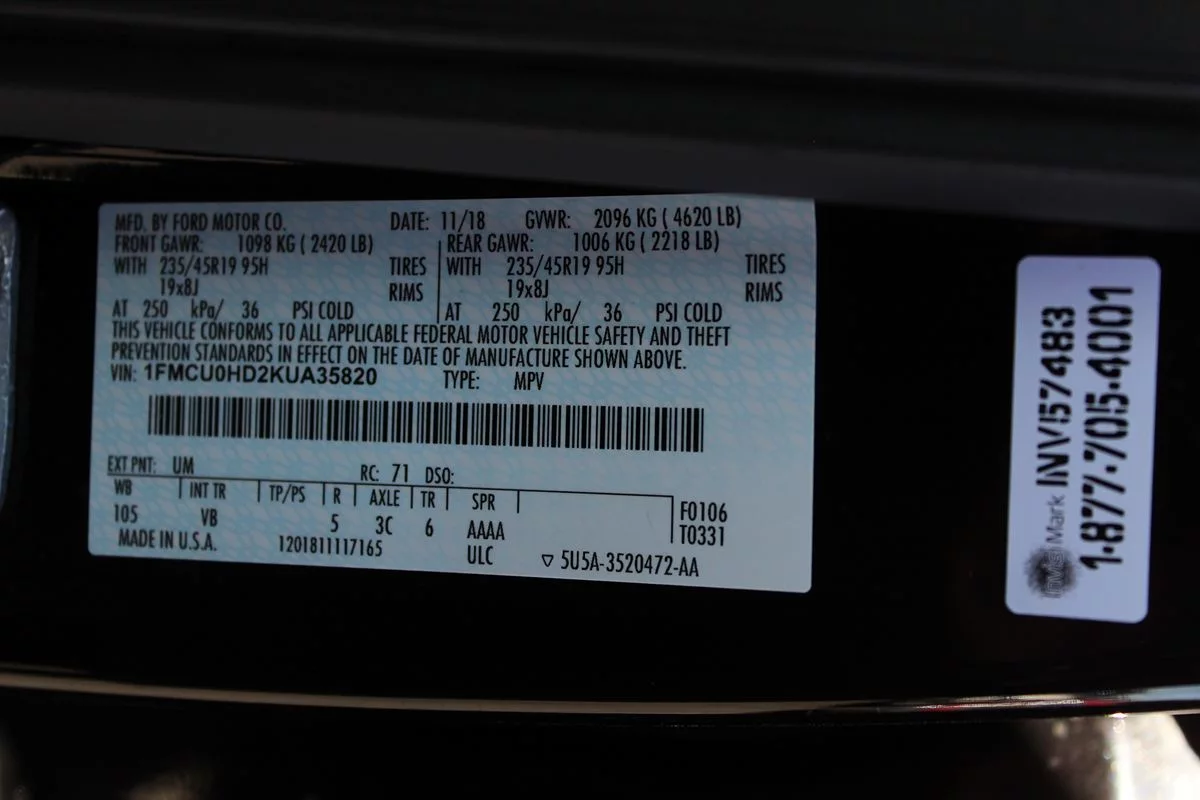 MFD. BY FORD MOTOR CO. DATE: 11/18 GVWR: 2096 KG ( 4620 LB)
FRONT GAWR: 1098 KG ( 2420 LB) REAR GAWR: 1006 KG ( 2218 LB)
WITH 235/45R19 95H TIRES WITH 235/45R19 95H TIRES
19x8J RIMS 19x8J RIMS
AT 250 kPa/ 36 PSI COLD AT 250 kPa/ 36 PSI COLD
THIS VEHICLE CONFORMS TO ALL APPLICABLE FEDERAL MOTOR VEHICLE SAFETY AND THEFT
PREVENTION STANDARDS IN EFFECT ON THE DATE OF MANUFACTURE SHOWN ABOVE.
VIN: 1FMCU0HD2KUA35820 TYPE: MPV
EXT PNT: UM RC: 71 DSO:
WB INT TR TP/PS R AXLE TR SPR F0106
105 VB 5 3C 6 AAAA T0331
MADE IN U.S.A. 1201811117165 ULC ▽ 5U5A-3520472-AA
Mark INV57483
1-877-705-4001